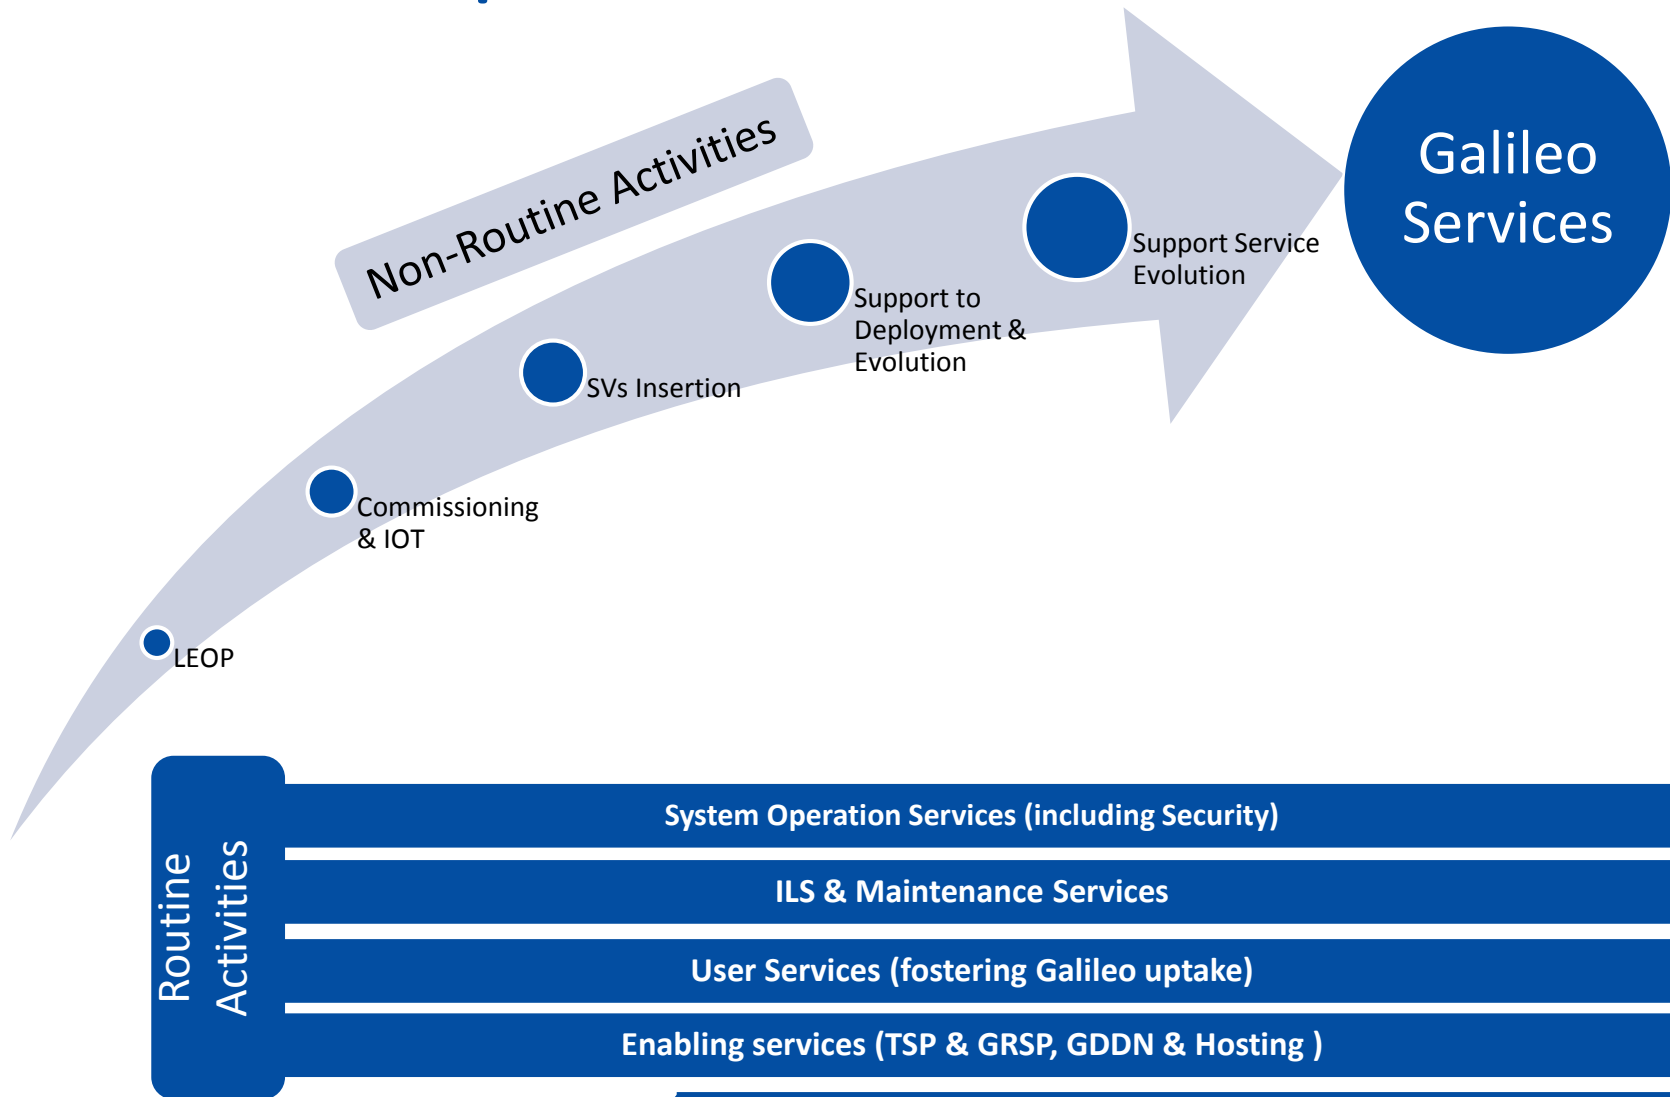 Non-Routine Activities
Galileo
Services
Support Service
Evolution
Support to
Deployment &
Evolution
SVs Insertion
Commissioning
& IOT
LEOP
Routine
Activities
System Operation Services (including Security)
ILS & Maintenance Services
User Services (fostering Galileo uptake)
Enabling services (TSP & GRSP, GDDN & Hosting )